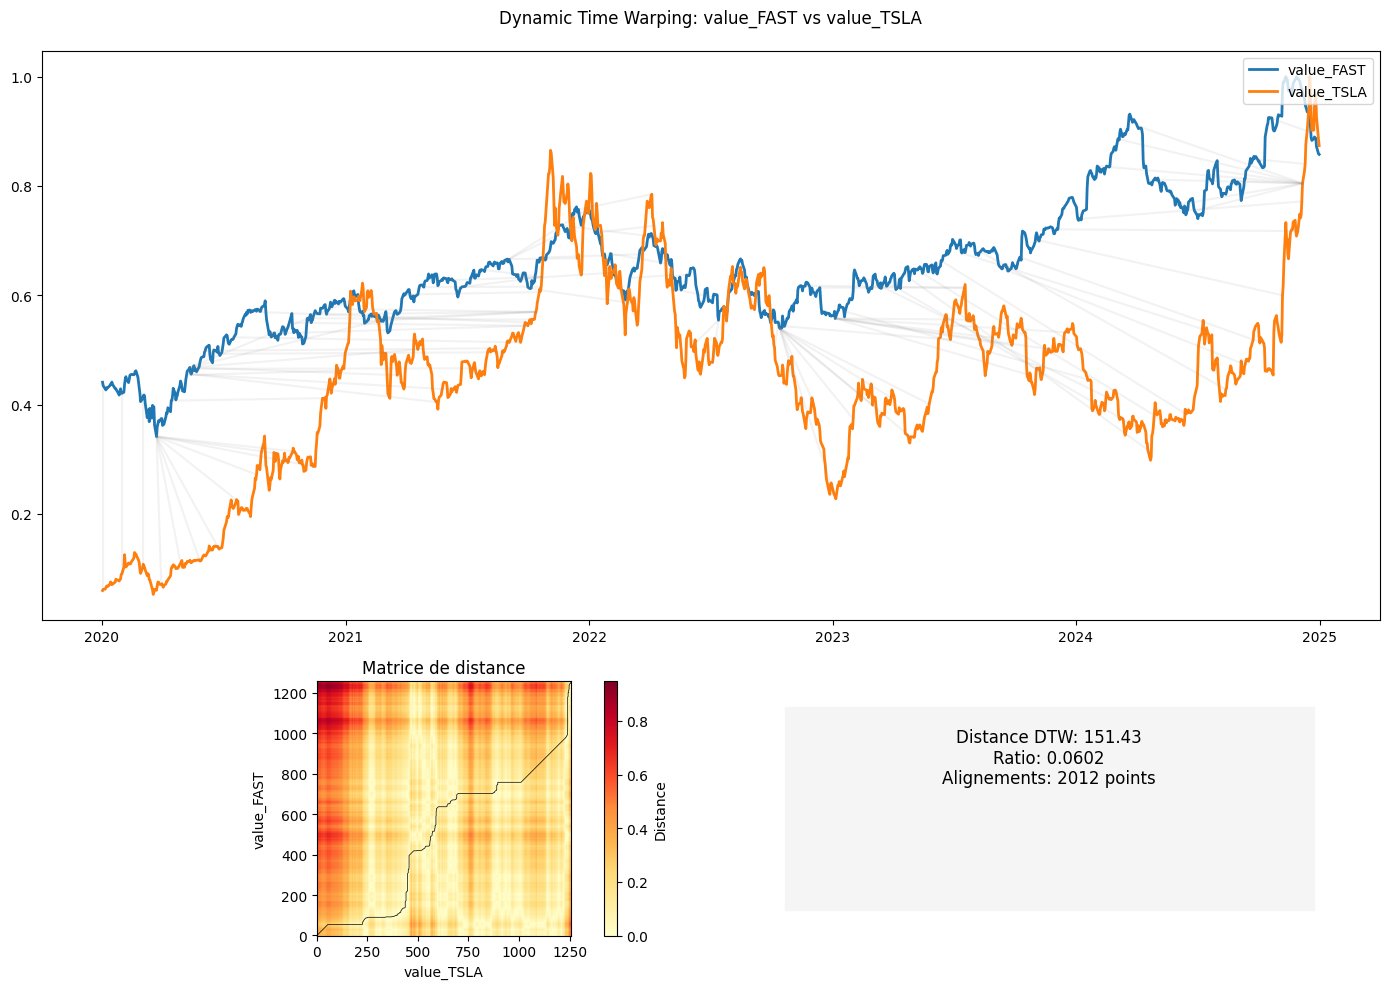 Dynamic Time Warping: value_FAST vs value_TSLA
value_FAST
value_TSLA
1.0
0.8
0.6
0.4
0.2
2020 2021 2022 2023 2024 2025
Matrice de distance
value_FAST
1200
1000
800
600
400
200
0
0 250 500 750 1000 1250
value_TSLA
0.8
0.6
0.4
0.2
0.0
Distance
Distance DTW: 151.43
Ratio: 0.0602
Alignements: 2012 points